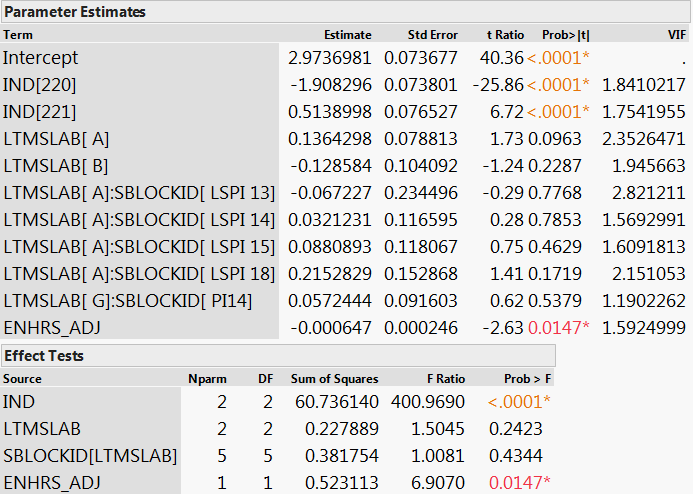 Parameter Estimates
Term Estimate Std Error t Ratio Prob>|t| VIF
Intercept 2.9736981 0.073677 40.36 <.0001* .
IND[220] -1.908296 0.073801 -25.86 <.0001* 1.8410217
IND[221] 0.5138998 0.076527 6.72 <.0001* 1.7541955
LTMSLAB[ A] 0.1364298 0.078813 1.73 0.0963 2.3526471
LTMSLAB[ B] -0.128584 0.104092 -1.24 0.2287 1.945663
LTMSLAB[ A]:SBLOCKID[ LSPI 13] -0.067227 0.234496 -0.29 0.7768 2.821211
LTMSLAB[ A]:SBLOCKID[ LSPI 14] 0.0321231 0.116595 0.28 0.7853 1.5692991
LTMSLAB[ A]:SBLOCKID[ LSPI 15] 0.0880893 0.118067 0.75 0.4629 1.6091813
LTMSLAB[ A]:SBLOCKID[ LSPI 18] 0.2152829 0.152868 1.41 0.1719 2.151053
LTMSLAB[ G]:SBLOCKID[ PI14] 0.0572444 0.091603 0.62 0.5379 1.1902262
ENHRS_ADJ -0.000647 0.000246 -2.63 0.0147* 1.5924999
Effect Tests
Source Nparm DF Sum of Squares F Ratio Prob > F
IND 2 2 60.736140 400.9690 <.0001*
LTMSLAB 2 2 0.227889 1.5045 0.2423
SBLOCKID[LTMSLAB] 5 5 0.381754 1.0081 0.4344
ENHRS_ADJ 1 1 0.523113 6.9070 0.0147*